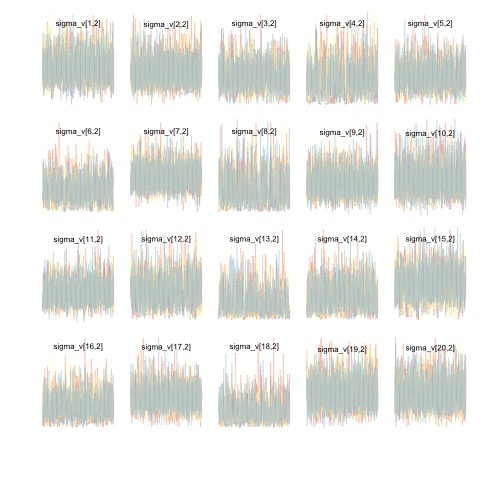 sigma_v[1,2]
sigma_v[2,2]
sigma_v[3,2]
sigma_v[4,2]
sigma_v[5,2]
sigma_v[6,2]
sigma_v[7,2]
sigma_v[8,2]
sigma_v[9,2]
sigma_v[10,2]
sigma_v[11,2]
sigma_v[12,2]
sigma_v[13,2]
sigma_v[14,2]
sigma_v[15,2]
sigma_v[16,2]
sigma_v[17,2]
sigma_v[18,2]
sigma_v[19,2]
sigma_v[20,2]